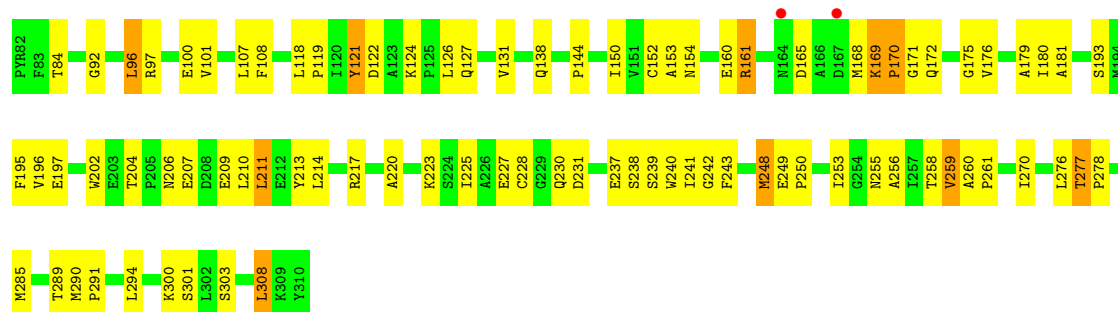 PYR82 F83 T84 G92 L96 R97 E100 V101 L107 F108 L118 P119 I120 Y121 D122 A123 K124 P125 L126 Q127 V131 Q138 P144 I150 V151 C152 A153 N154 E160 R161 N164 D165 A166 D167 M168 K169 P170 G171 Q172 G175 V176 A179 I180 A181 S193 M194
F195 V196 E197 W202 E203 T204 P205 N206 E207 D208 E209 L210 L211 E212 Y213 L214 R217 A220 K223 S224 I225 A226 E227 C228 G229 Q230 D231 E237 S238 S239 W240 I241 G242 F243 M248 E249 P250 I253 G254 N255 A256 I257 T258 V259 A260 P261 I270 L276 T277 P278
M285 T289 M290 P291 L294 K300 S301 L302 S303 L308 K309 Y310